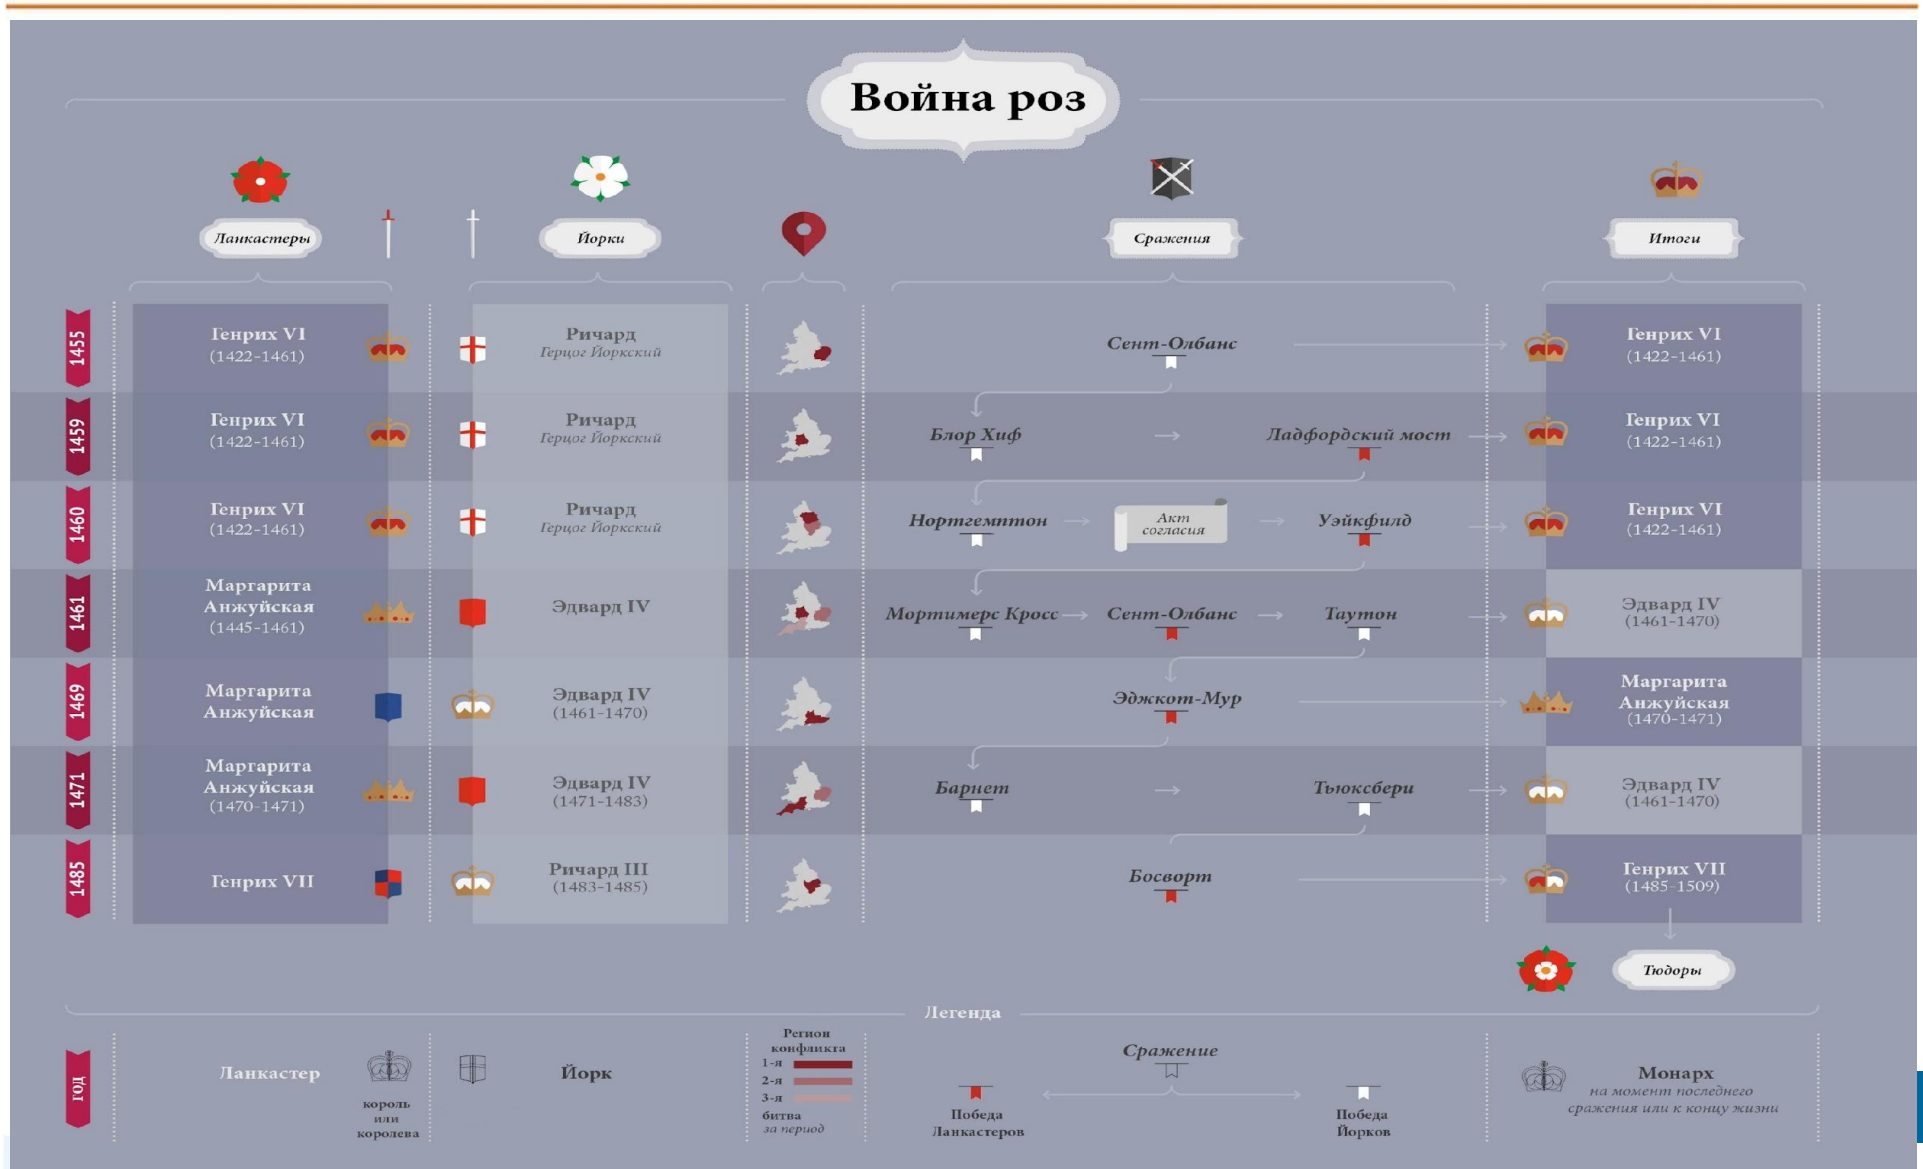 Война роз
Ланкастеры
Йорки
Сражения
Итоги
1455
Генрих VI
(1422-1461)
Ричард
Герцог Йоркский
Сент-Олбанс
Генрих VI
(1422-1461)
1459
Генрих VI
(1422-1461)
Ричард
Герцог Йоркский
Блор Хиф
Ладфордский мост
Генрих VI
(1422-1461)
1460
Генрих VI
(1422-1461)
Ричард
Герцог Йоркский
Нортгемптон
Акт
согласия
Уэйкфилд
Генрих VI
(1422-1461)
1461
Маргарита
Анжуйская
(1445-1461)
Эдвард IV
Мортимерс Кросс
Сент-Олбанс
Таутон
Эдвард IV
(1461-1470)
1469
Маргарита
Анжуйская
Эдвард IV
(1461-1470)
Эджкот-Мур
Маргарита
Анжуйская
(1470-1471)
1471
Маргарита
Анжуйская
(1470-1471)
Эдвард IV
(1471-1483)
Барнет
Тьюксбери
Эдвард IV
(1461-1470)
1485
Генрих VII
Ричард III
(1483-1485)
Босворт
Генрих VII
(1485-1509)
Тюдоры
Легенда
год
Ланкастер
король
или
королева
Йорк
Регион
конфликта
1-я
2-я
3-я
битва
за период
Сражение
Победа
Ланкастеров
Победа
Йорков
Монарх
на момент последнего
сражения или к концу жизни